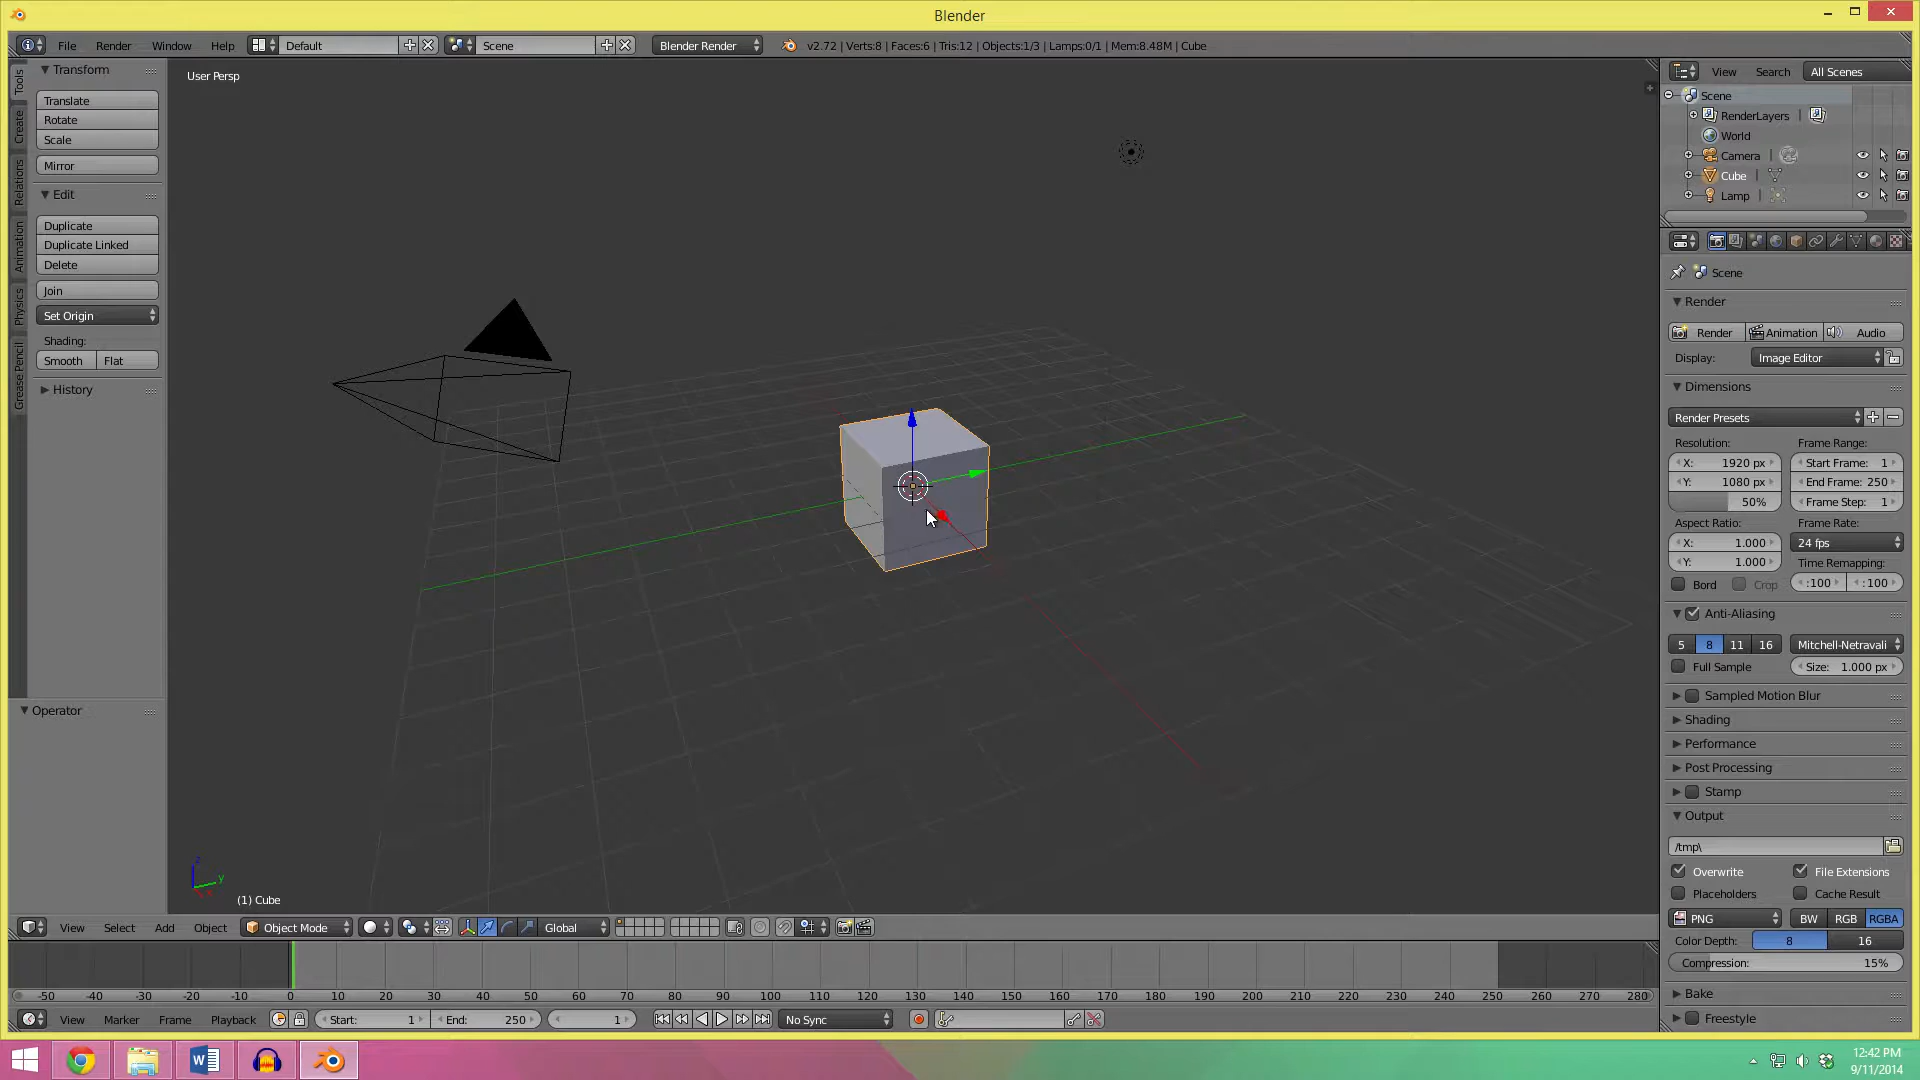 Blender
File Render Window Help Default Scene Blender Render v2.72 | Verts:8 | Faces:6 | Tris:12 | Objects:1/3 | Lamps:0/1 | Mem:8.48M | Cube
Tools
Create
Relations
Animation
Physics
Grease Pencil
Transform
Translate
Rotate
Scale
Mirror
Edit
Duplicate
Duplicate Linked
Delete
Join
Set Origin
Shading:
Smooth Flat
History
Operator
User Persp
z
y
(1) Cube
View Select Add Object Object Mode Global
-50 -40 -30 -20 -10 0 10 20 30 40 50 60 70 80 90 100 110 120 130 140 150 160 170 180 190 200 210 220 230 240 250 260 270 280
View Marker Frame Playback Start: 1 End: 250 1 No Sync
View Search All Scenes
Scene
RenderLayers
World
Camera
Cube
Lamp
Scene
Render
Render Animation Audio
Display: Image Editor
Dimensions
Render Presets
Resolution: Frame Range:
X: 1920 px Start Frame: 1
Y: 1080 px End Frame: 250
50% Frame Step: 1
Aspect Ratio: Frame Rate:
X: 1.000 24 fps
Y: 1.000 Time Remapping:
Bord Crop :100 :100
Anti-Aliasing
5 8 11 16 Mitchell-Netravali
Full Sample Size: 1.000 px
Sampled Motion Blur
Shading
Performance
Post Processing
Stamp
Output
/tmp\
Overwrite File Extensions
Placeholders Cache Result
PNG BW RGB RGBA
Color Depth: 8 16
Compression: 15%
Bake
Freestyle
12:42 PM
9/11/2014